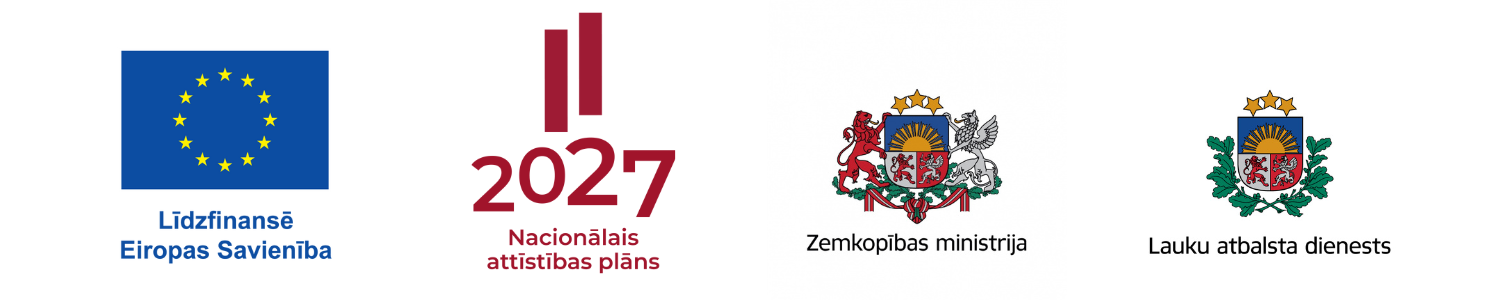 Līdzfinansē
Eiropas Savienība
2027
Nacionālais
attīstības plāns
Zemkopības ministrija
Lauku atbalsta dienests